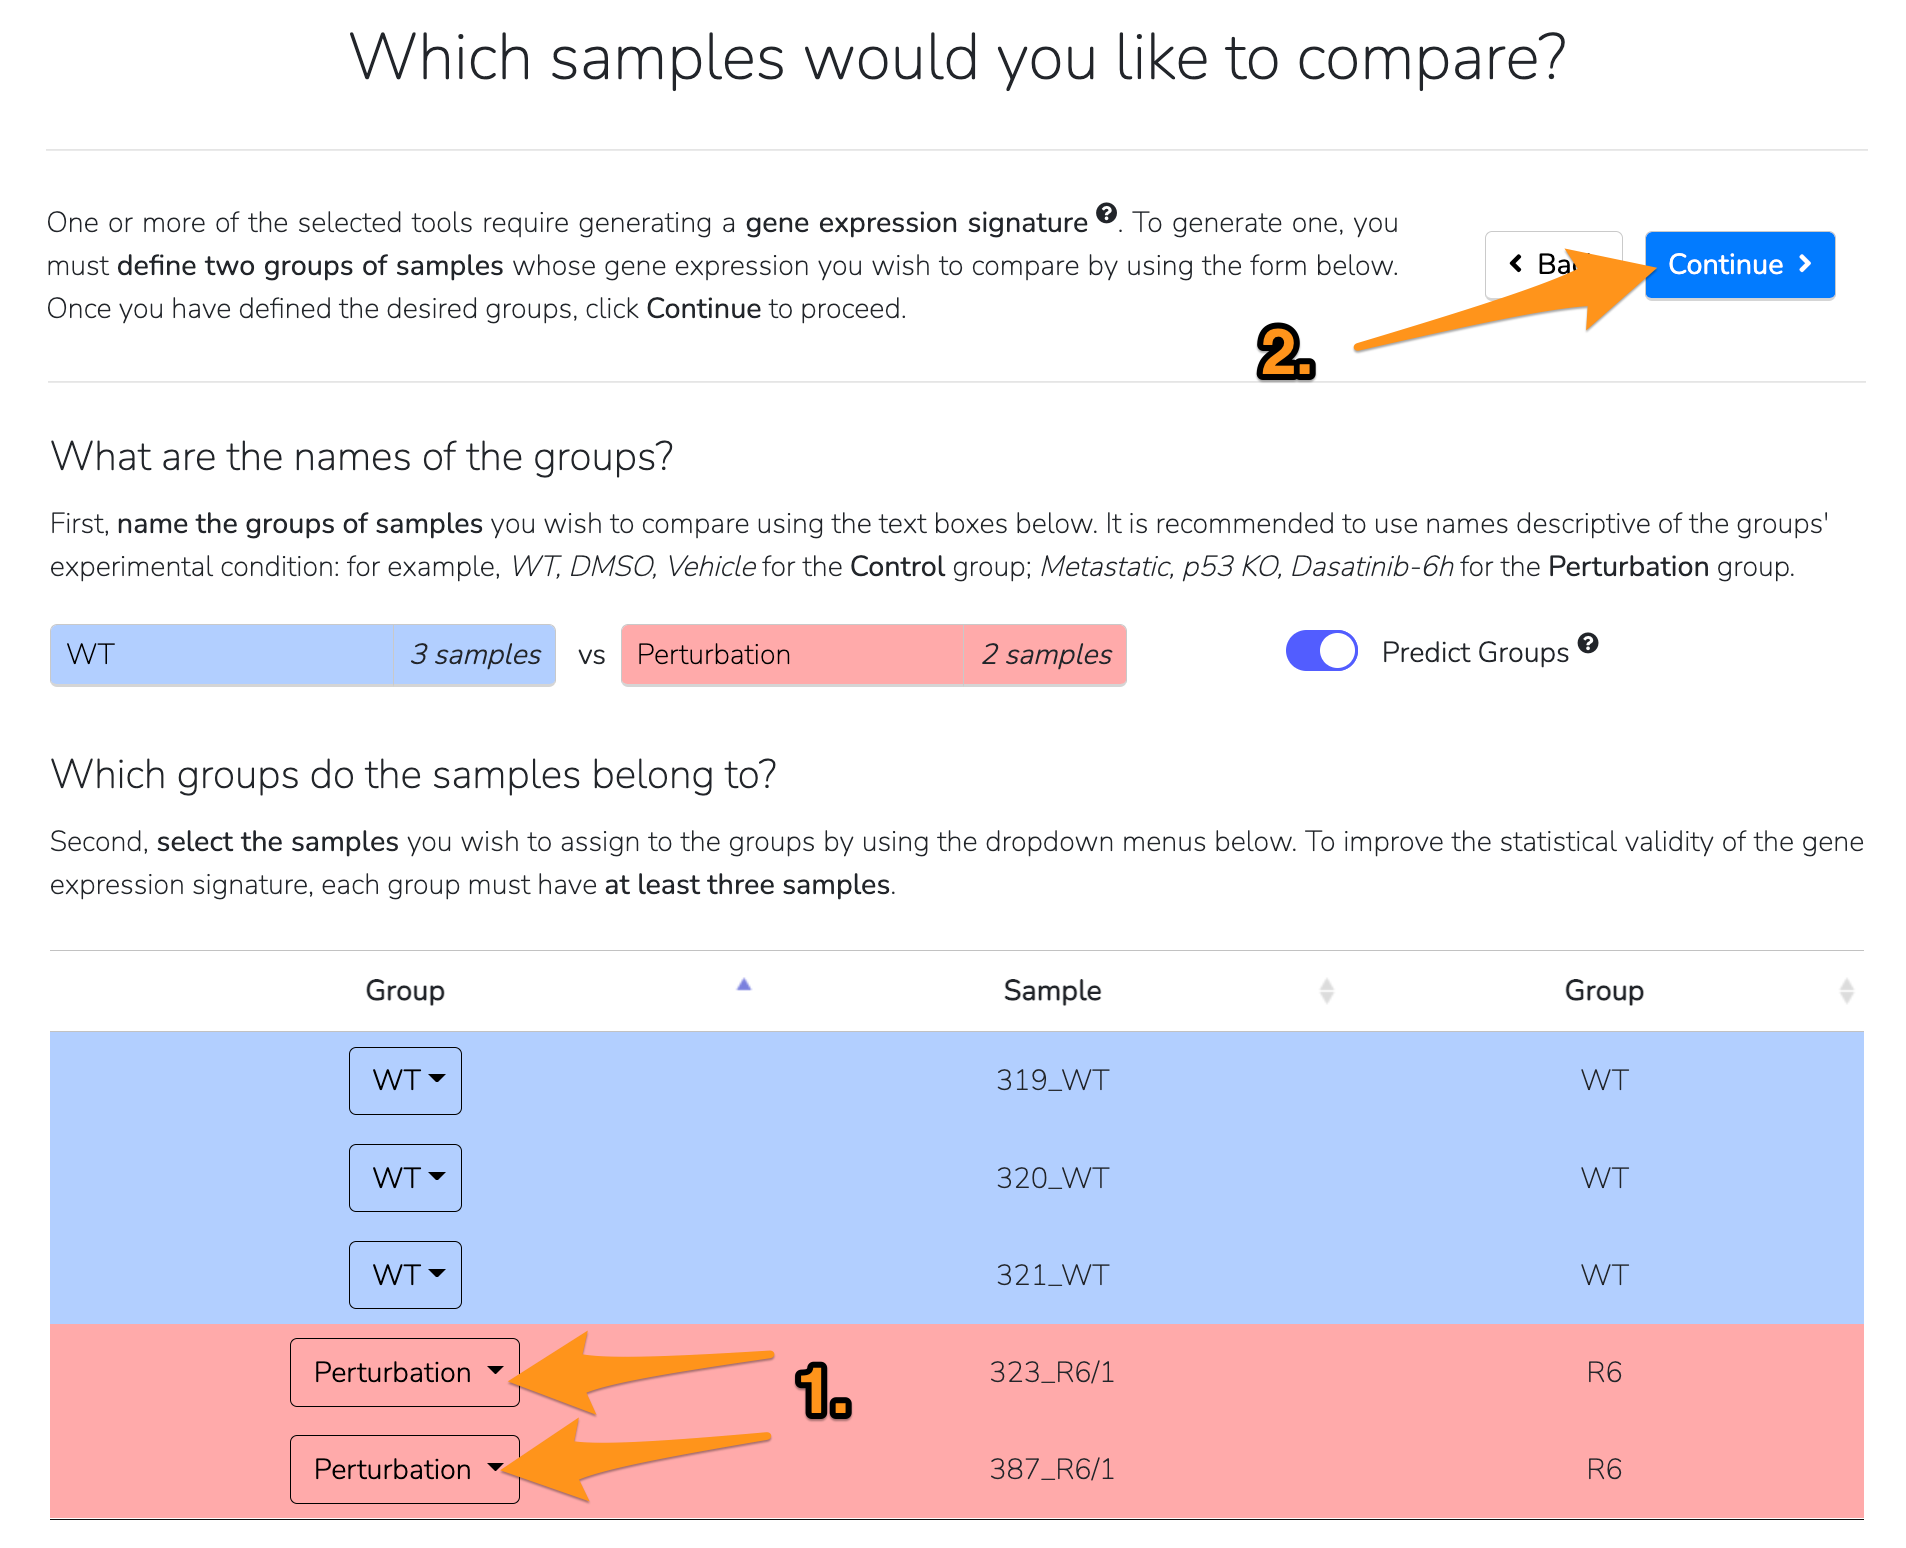 Which samples would you like to compare?
One or more of the selected tools require generating a gene expression signature ?. To generate one, you
must define two groups of samples whose gene expression you wish to compare by using the form below.
Once you have defined the desired groups, click Continue to proceed.
Continue
2.
What are the names of the groups?
First, name the groups of samples you wish to compare using the text boxes below. It is recommended to use names descriptive of the groups'
experimental condition: for example, WT, DMSO, Vehicle for the Control group; Metastatic, p53 KO, Dasatinib-6h for the Perturbation group.
WT 3 samples vs Perturbation 2 samples Predict Groups ?
Which groups do the samples belong to?
Second, select the samples you wish to assign to the groups by using the dropdown menus below. To improve the statistical validity of the gene
expression signature, each group must have at least three samples.
Group Sample Group
WT 319_WT WT
WT 320_WT WT
WT 321_WT WT
Perturbation 323_R6/1 R6
1.
Perturbation 387_R6/1 R6